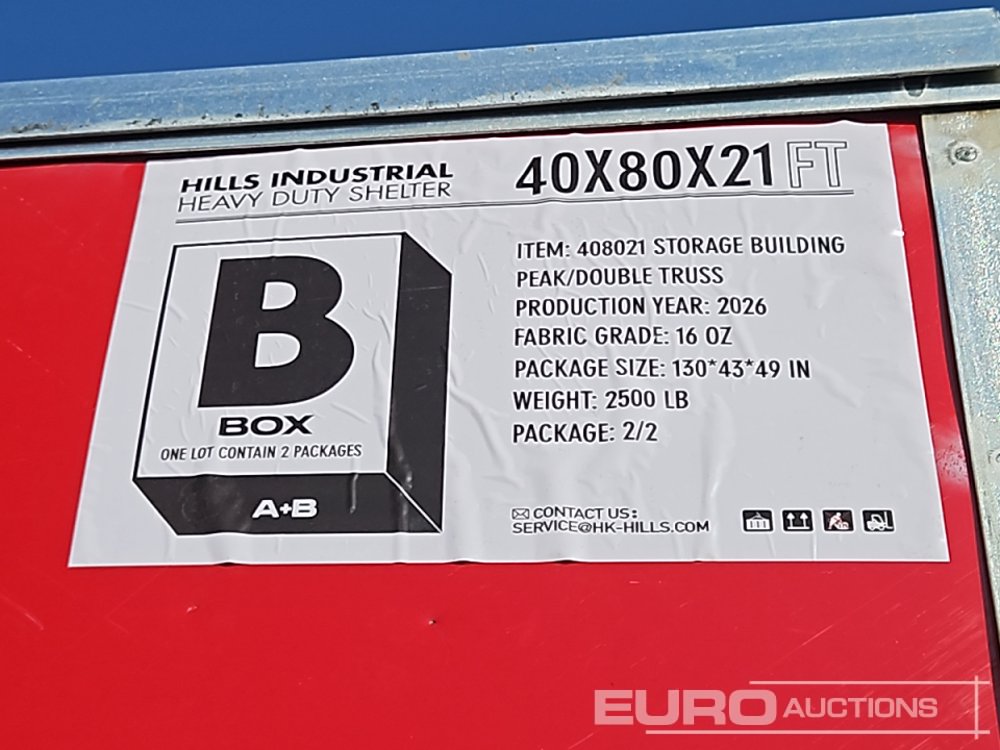 HILLS INDUSTRIAL
HEAVY DUTY SHELTER
40X80X21 FT
B
BOX
ONE LOT CONTAIN 2 PACKAGES
A+B
ITEM: 408021 STORAGE BUILDING
PEAK/DOUBLE TRUSS
PRODUCTION YEAR: 2026
FABRIC GRADE: 16 OZ
PACKAGE SIZE: 130*43*49 IN
WEIGHT: 2500 LB
PACKAGE: 2/2
CONTACT US:
SERVICE@HK-HILLS.COM
EURO AUCTIONS